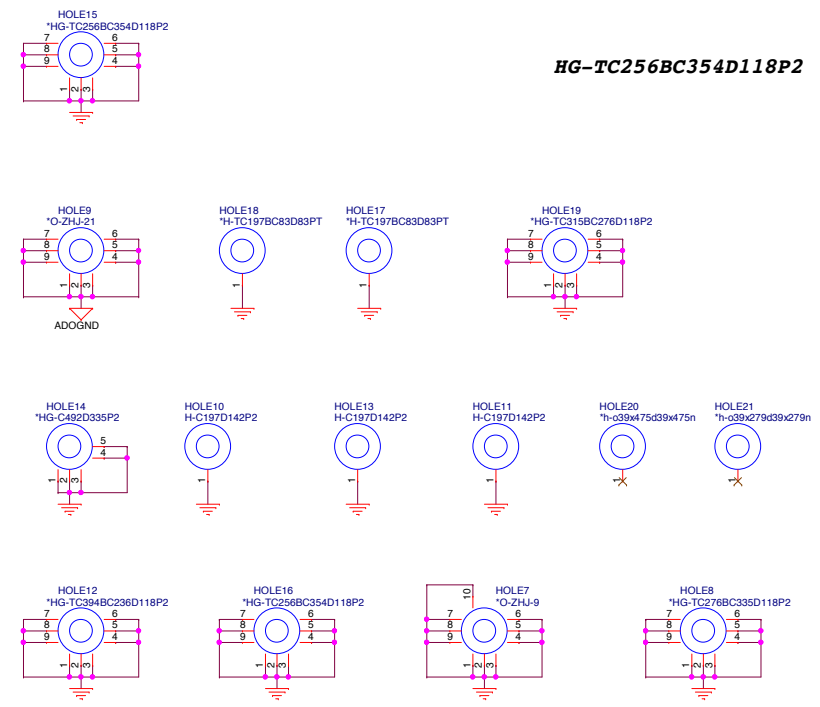 HOLE15
*HG-TC256BC354D118P2
7 6
8 5
9 4
1 2 3
HG-TC256BC354D118P2
HOLE9
*O-ZHJ-21
7 6
8 5
9 4
1 2 3
ADOGND
HOLE18
*H-TC197BC83D83PT
1
HOLE17
*H-TC197BC83D83PT
1
HOLE19
*HG-TC315BC276D118P2
7 6
8 5
9 4
1 2 3
HOLE14
*HG-C492D335P2
5
4
1 2 3
HOLE10
H-C197D142P2
1
HOLE13
H-C197D142P2
1
HOLE11
H-C197D142P2
1
HOLE20
*h-o39x475d39x475n
1
HOLE21
*h-o39x279d39x279n
1
HOLE12
*HG-TC394BC236D118P2
7 6
8 5
9 4
1 2 3
HOLE16
*HG-TC256BC354D118P2
7 6
8 5
9 4
1 2 3
HOLE7
*O-ZHJ-9
10
7 6
8 5
9 4
1 2 3
HOLE8
*HG-TC276BC335D118P2
7 6
8 5
9 4
1 2 3